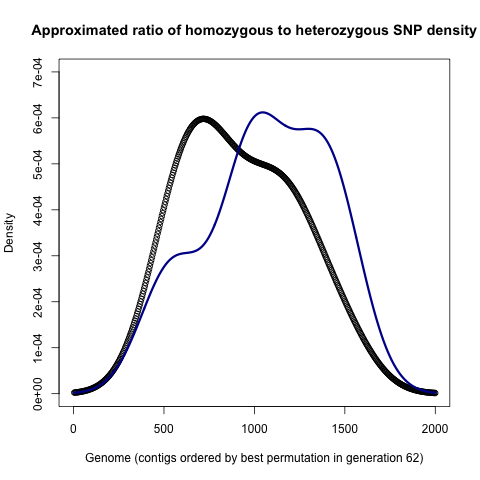 Approximated ratio of homozygous to heterozygous SNP density
7e-04
6e-04
5e-04
4e-04
3e-04
2e-04
1e-04
0e+00
Density
0 500 1000 1500 2000
Genome (contigs ordered by best permutation in generation 62)